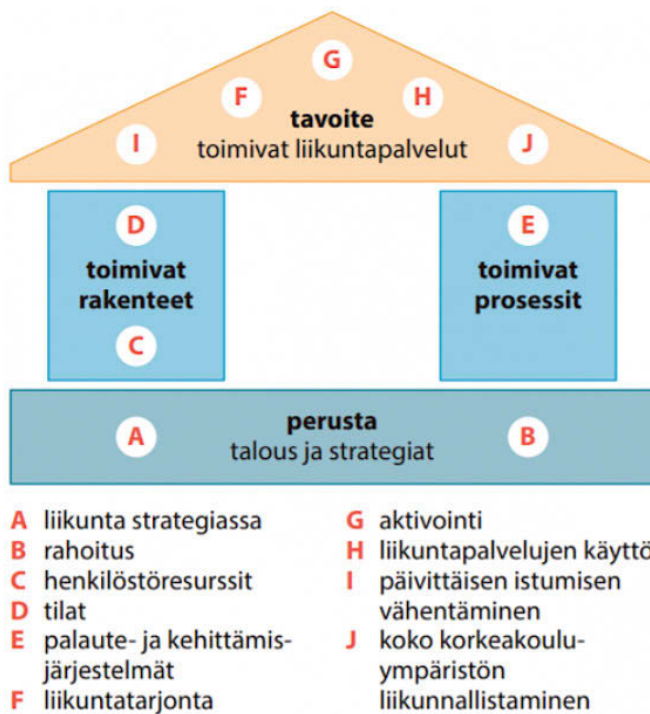 G
F
H
tavoite
I
toimivat liikuntapalvelut
J
D
E
toimivat
rakenteet
toimivat
prosessit
C
perusta
A
talous ja strategiat
B
A liikunta strategiassa
B rahoitus
C henkilöstöresurssit
D tilat
E palaute- ja kehittämis-
järjestelmät
F liikuntatarjonta
G aktivointi
H liikuntapalvelujen käyttö
I päivittäisen istumisen
vähentäminen
J koko korkeakoulu-
ympäristön
liikunnallistaminen